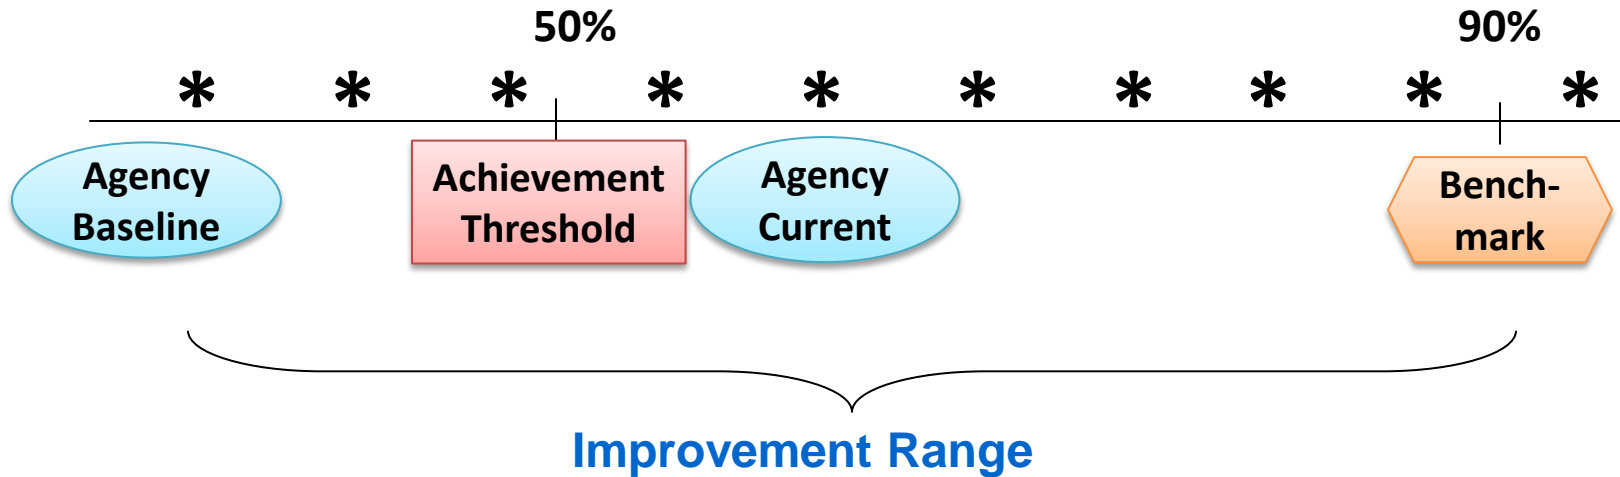 50% 90%
* * * * * * * * * *
Agency
Baseline
Achievement
Threshold
Agency
Current
Bench-
mark
Improvement Range